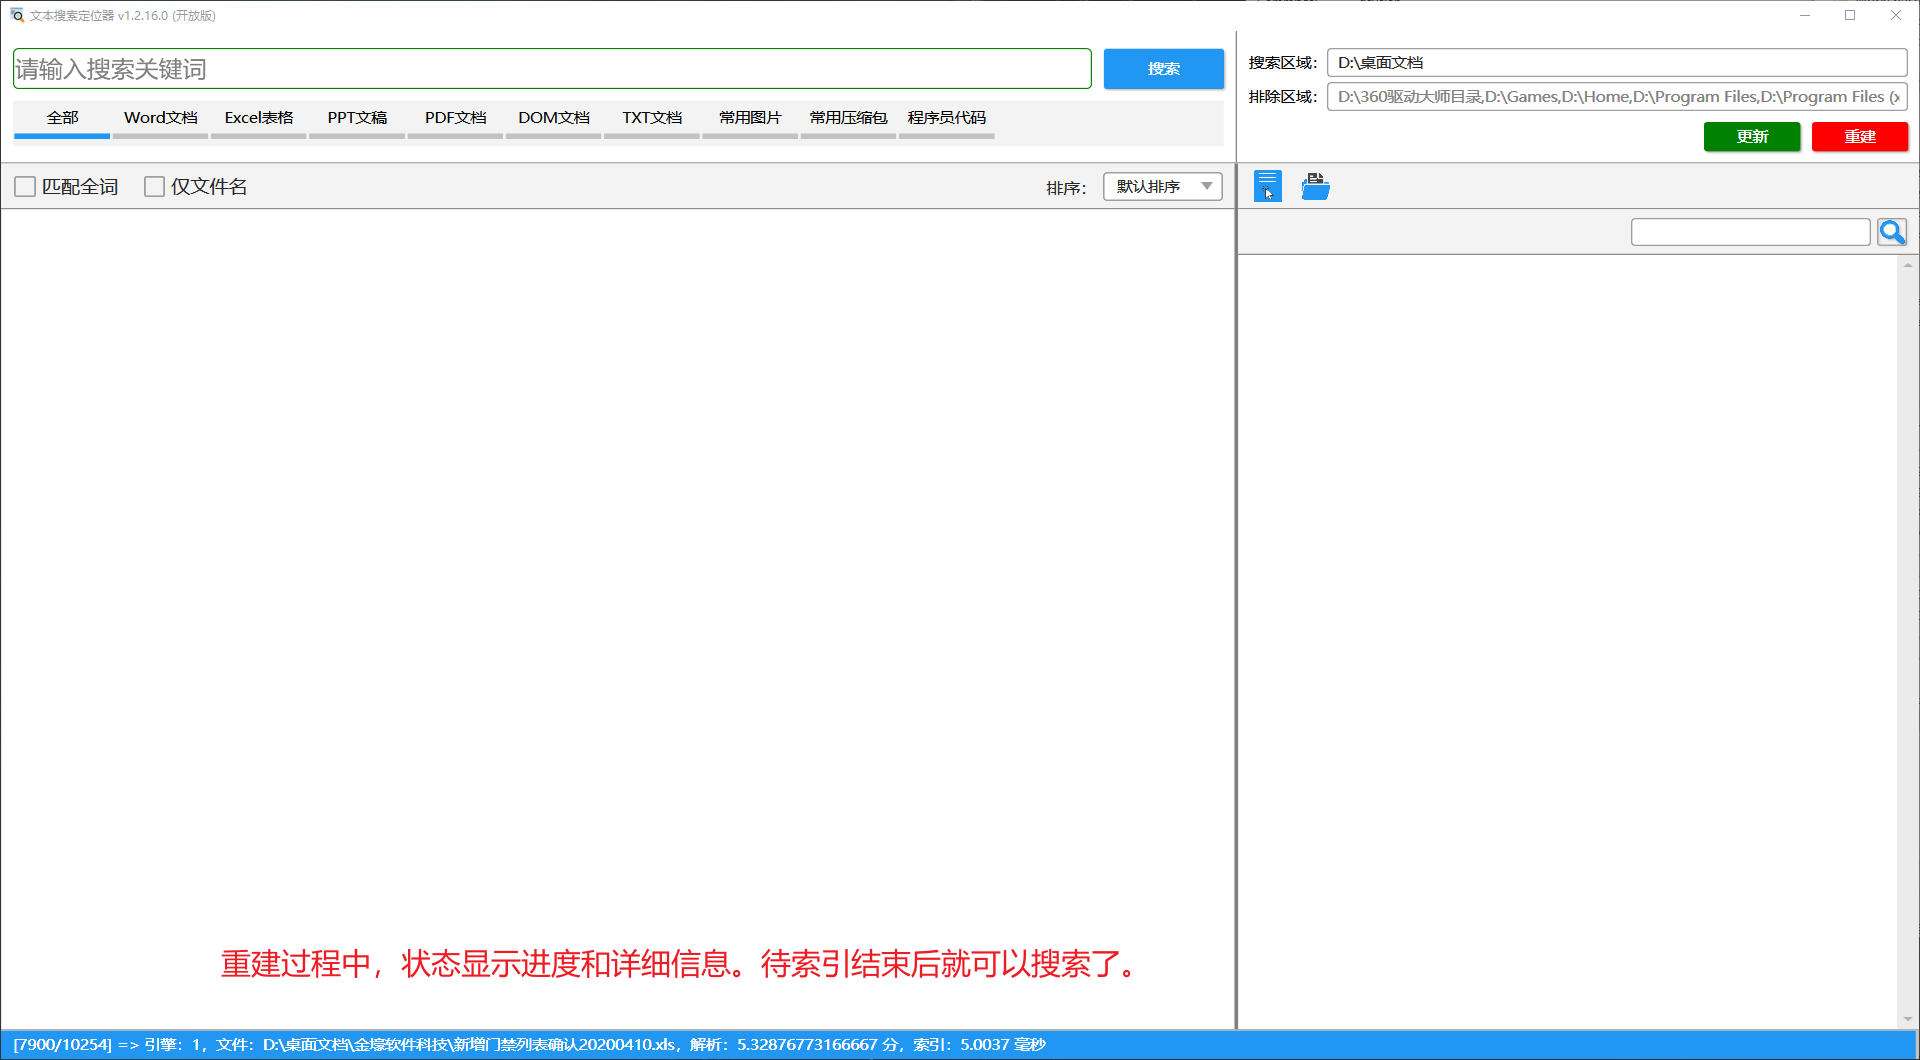 文本搜索定位器 v1.2.16.0 (开放版)
请输入搜索关键词
搜索
搜索区域：
D:\桌面文档
排除区域：
D:\360驱动大师目录,D:\Games,D:\Home,D:\Program Files,D:\Program Files (x
全部
Word文档
Excel表格
PPT文稿
PDF文档
DOM文档
TXT文档
常用图片
常用压缩包
程序员代码
更新
重建
匹配全词
仅文件名
排序：
默认排序
重建过程中，状态显示进度和详细信息。待索引结束后就可以搜索了。
[7900/10254] => 引擎：1，文件：D:\桌面文档\金壕软件科技\新增门禁列表确认20200410.xls，解析：5.32876773166667 分，索引：5.0037 毫秒